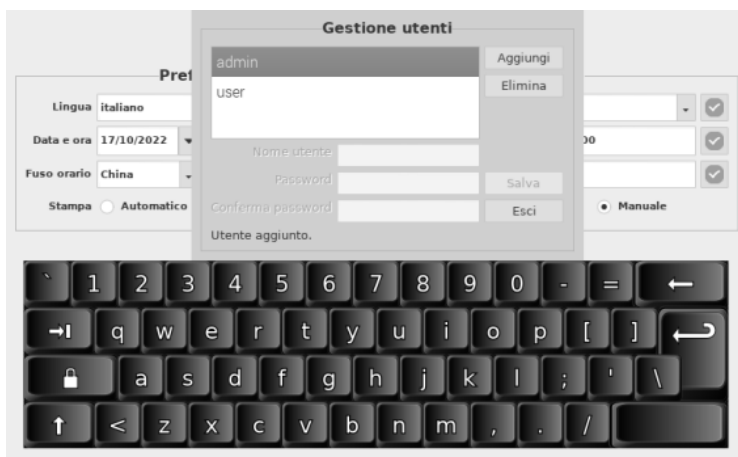 Gestione utenti
admin
Aggiungi
user
Elimina
Pref
Lingua italiano
Data e ora 17/10/2022
00
Nome utente
Fuso orario China
Password
Salva
Stampa Automatico
Conferma password
Esci
Manuale
Utente aggiunto.
` 1 2 3 4 5 6 7 8 9 0 - = ←
→I q w e r t y u i o p [ ]
a s d f g h j k l ; ' \
↑ < z x c v b n m , . /